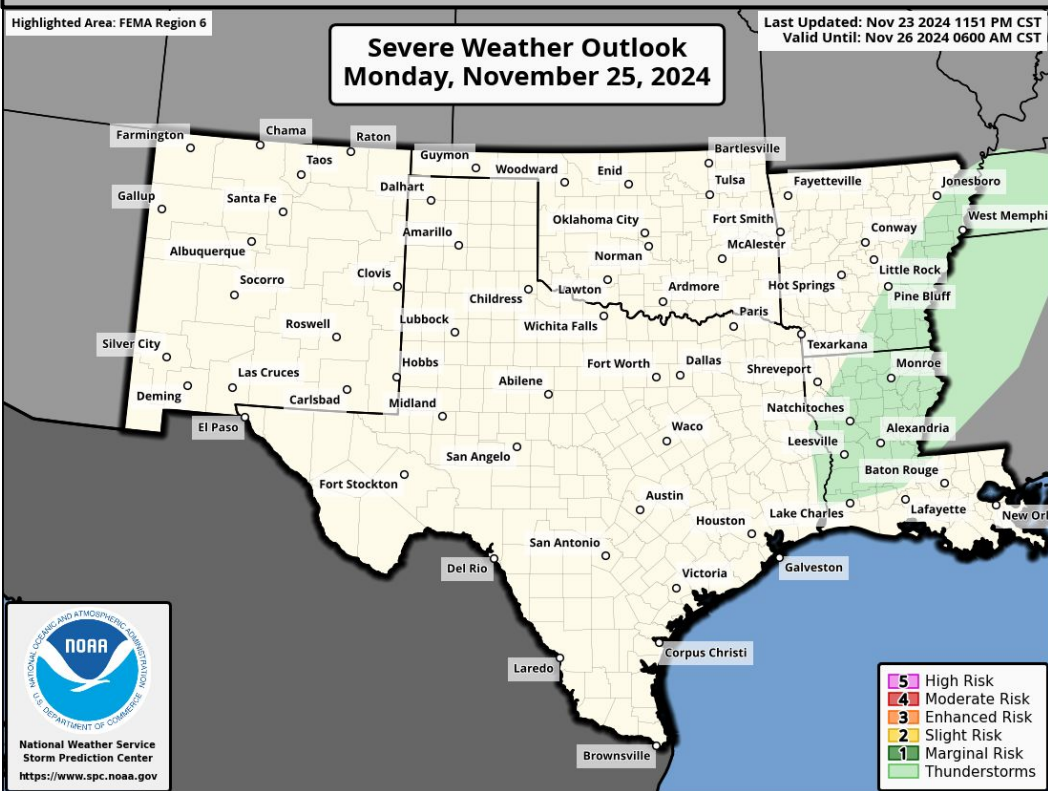 Highlighted Area: FEMA Region 6
Last Updated: Nov 23 2024 1151 PM CST
Valid Until: Nov 26 2024 0600 AM CST
Severe Weather Outlook
Monday, November 25, 2024
Farmington
Chama
Raton
Taos
Guymon
Woodward
Enid
Bartlesville
Tulsa
Fayetteville
Jonesboro
Gallup
Santa Fe
Dalhart
Oklahoma City
Fort Smith
West Memphi
Albuquerque
Amarillo
Norman
McAlester
Conway
Socorro
Clovis
Childress
Lawton
Ardmore
Hot Springs
Little Rock
Pine Bluff
Roswell
Lubbock
Wichita Falls
Paris
Texarkana
Silver City
Las Cruces
Hobbs
Abilene
Fort Worth
Dallas
Shreveport
Monroe
Deming
Carlsbad
Midland
Natchitoches
El Paso
San Angelo
Waco
Leesville
Alexandria
Fort Stockton
Baton Rouge
Austin
Houston
Lake Charles
Lafayette
New Orl
San Antonio
Del Rio
Victoria
Galveston
Laredo
Corpus Christi
Brownsville
NATIONAL OCEANIC AND ATMOSPHERIC ADMINISTRATION
NOAA
U.S. DEPARTMENT OF COMMERCE
National Weather Service
Storm Prediction Center
https://www.spc.noaa.gov
5 High Risk
4 Moderate Risk
3 Enhanced Risk
2 Slight Risk
1 Marginal Risk
Thunderstorms